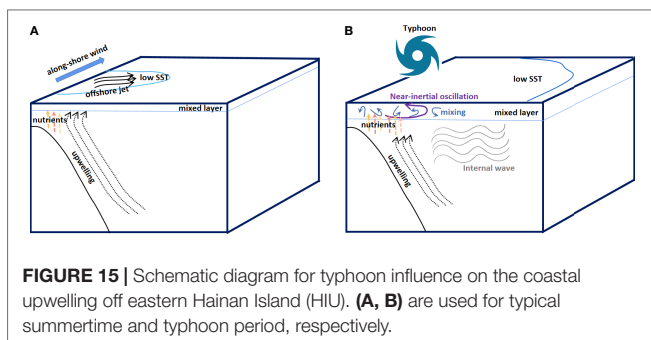 A
along-shore wind
low SST
offshore jet
mixed layer
nutrients
upwelling
B
Typhoon
low SST
Near-inertial oscillation
mixing
mixed layer
nutrients
Internal wave
upwelling
FIGURE 15 | Schematic diagram for typhoon influence on the coastal
upwelling off eastern Hainan Island (HIU). (A, B) are used for typical
summertime and typhoon period, respectively.